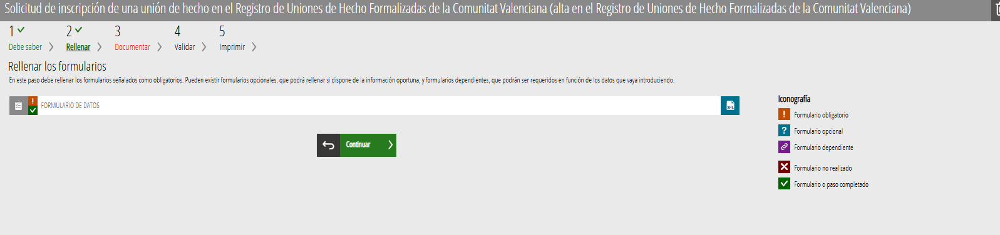 Solicitud de inscripción de una unión de hecho en el Registro de Uniones de Hecho Formalizadas de la Comunitat Valenciana (alta en el Registro de Uniones de Hecho Formalizadas de la Comunitat Valenciana)
1 2 3 4 5
Debe saber Rellenar Documentar Validar Imprimir
Rellenar los formularios
En este paso debe rellenar los formularios señalados como obligatorios. Pueden existir formularios opcionales, que podrá rellenar si dispone de la información oportuna, y formularios dependientes, que podrán ser requeridos en función de los datos que vaya introduciendo.
FORMULARIO DE DATOS
XML
Continuar
Iconografía
Formulario obligatorio
Formulario opcional
Formulario dependiente
Formulario no realizado
Formulario o paso completado